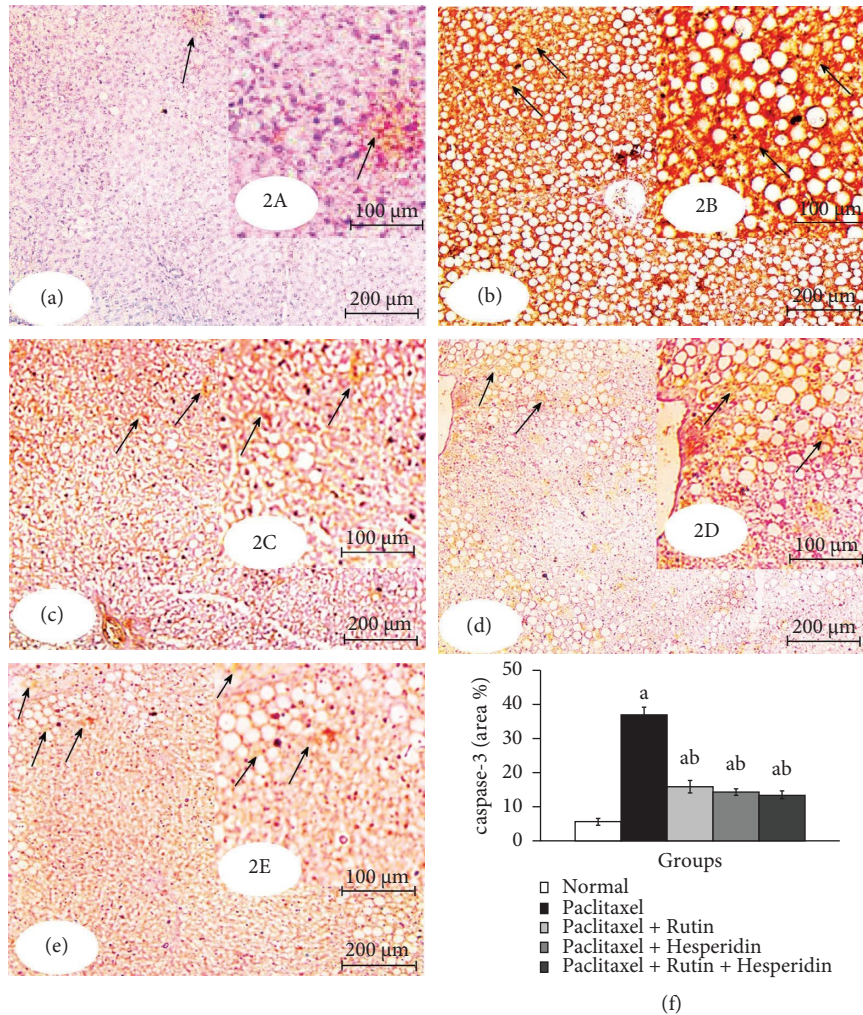 2A
100 µm
(a)
200 µm
2B
100 µm
(b)
200 µm
2C
100 µm
(c)
200 µm
2D
100 µm
(d)
200 µm
2E
100 µm
(e)
200 µm
50
40
30
20
10
0
caspase-3 (area %)
a
ab
ab
ab
Groups
Normal
Paclitaxel
Paclitaxel + Rutin
Paclitaxel + Hesperidin
Paclitaxel + Rutin + Hesperidin
(f)